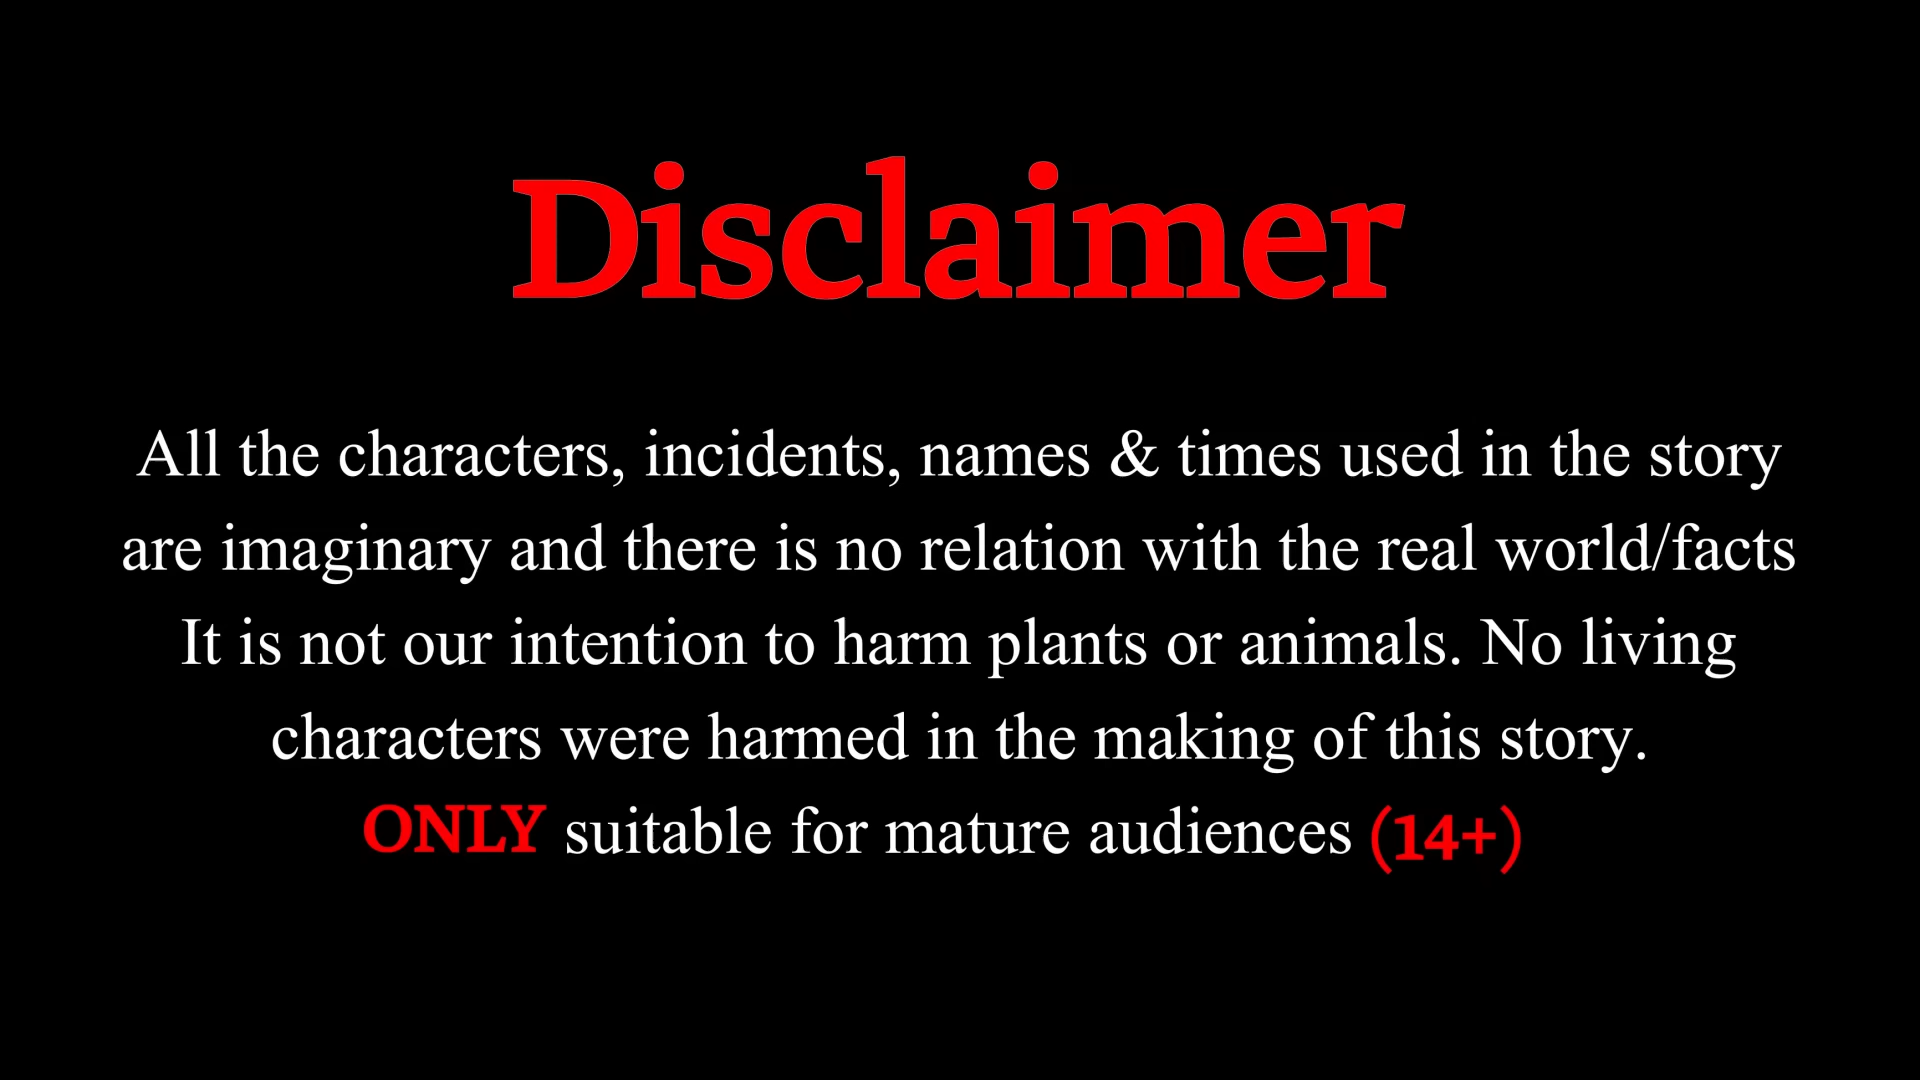 Disclaimer
All the characters, incidents, names & times used in the story
are imaginary and there is no relation with the real world/facts
It is not our intention to harm plants or animals. No living
characters were harmed in the making of this story.
ONLY suitable for mature audiences (14+)